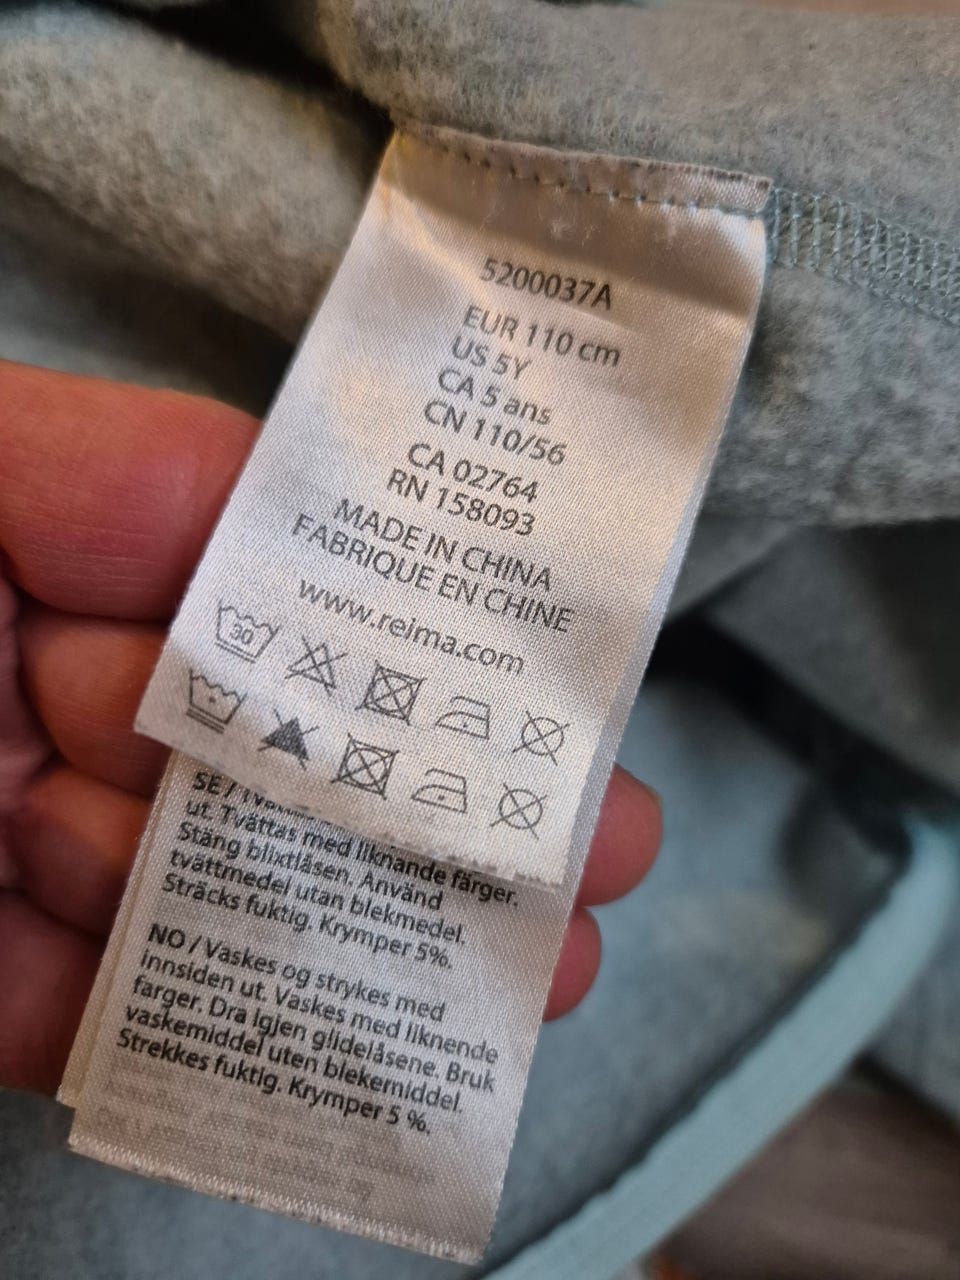 5200037A
EUR 110 cm
US 5Y
CA 5 ans
CN 110/56
CA 02764
RN 158093
MADE IN CHINA
FABRIQUE EN CHINE
www.reima.com
30
SE /
ut. Tvättas med liknande färger.
Stäng blixtlåsen. Använd
tvättmedel utan blekmedel.
Sträcks fuktig. Krymper 5%.
NO / Vaskes og strykes med
innsiden ut. Vaskes med liknende
farger. Dra igjen glidelåsene. Bruk
vaskemiddel uten blekemiddel.
Strekkes fuktig. Krymper 5 %.